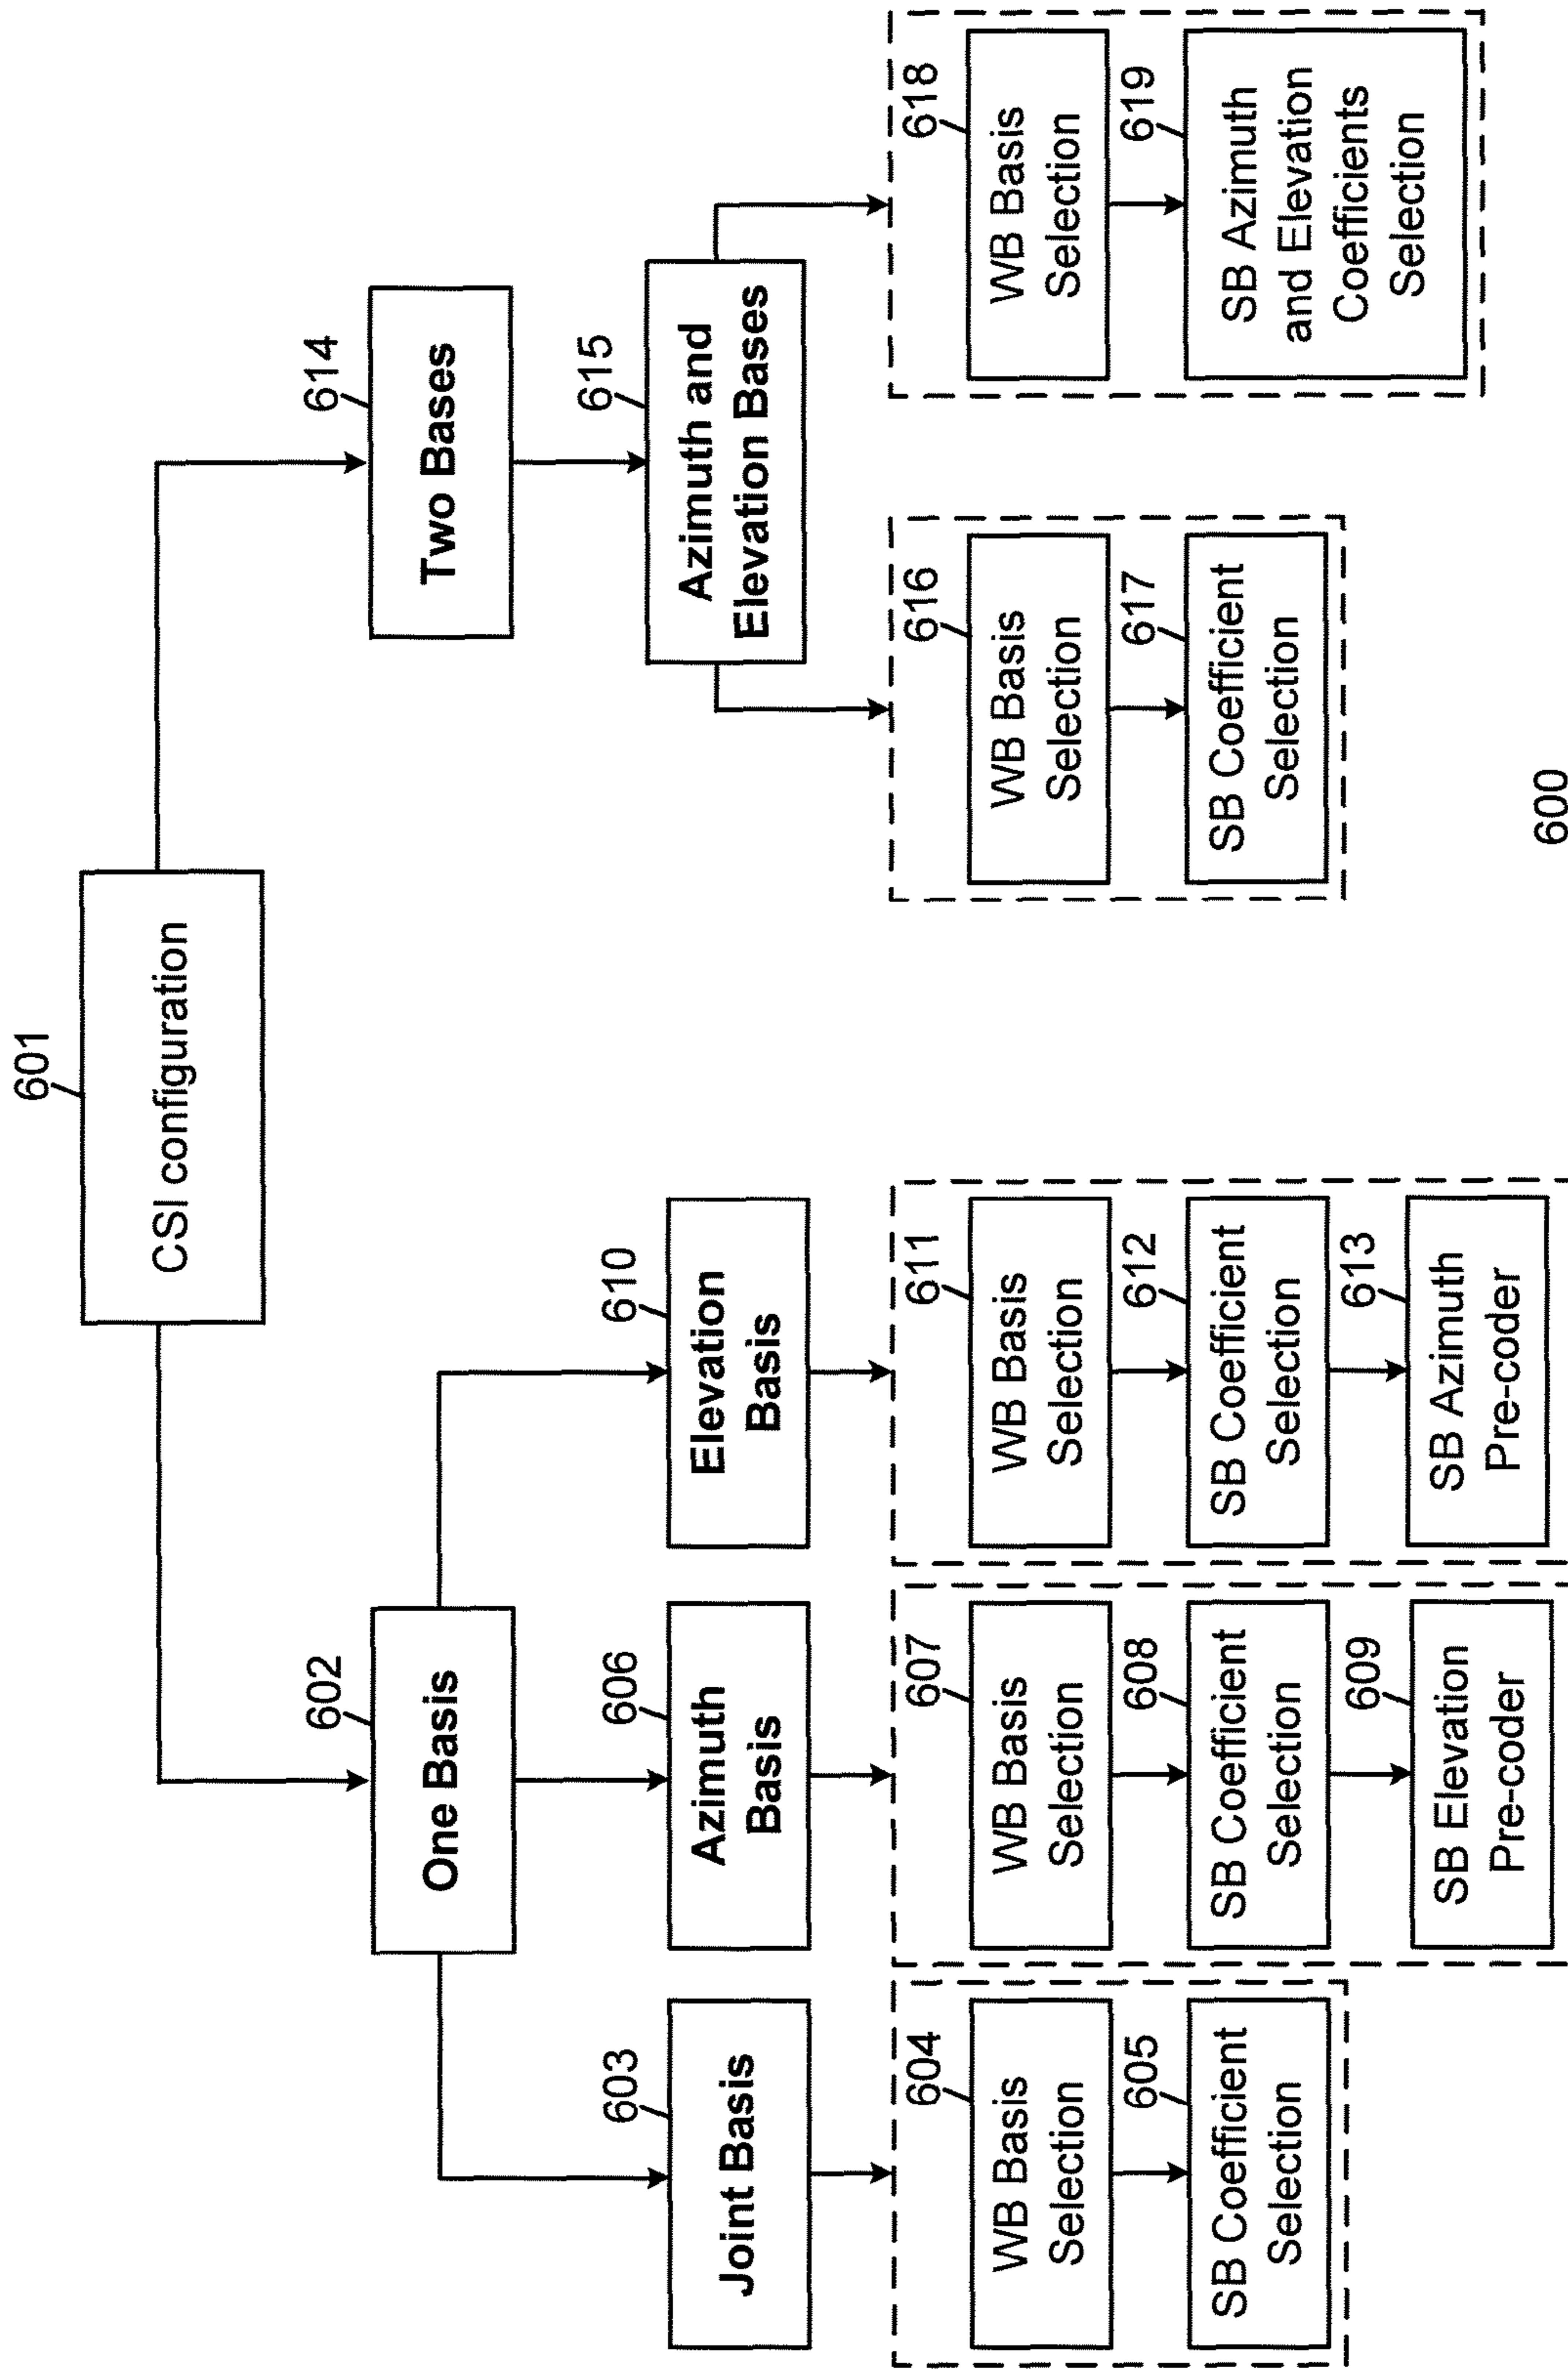 601
CSI configuration
602
One Basis
614
Two Bases
603
Joint Basis
606
Azimuth
Basis
610
Elevation
Basis
615
Azimuth and
Elevation Bases
604
WB Basis
Selection
605
SB Coefficient
Selection
607
WB Basis
Selection
608
SB Coefficient
Selection
609
SB Elevation
Pre-coder
611
WB Basis
Selection
612
SB Coefficient
Selection
613
SB Azimuth
Pre-coder
616
WB Basis
Selection
617
SB Coefficient
Selection
618
WB Basis
Selection
619
SB Azimuth
and Elevation
Coefficients
Selection
600